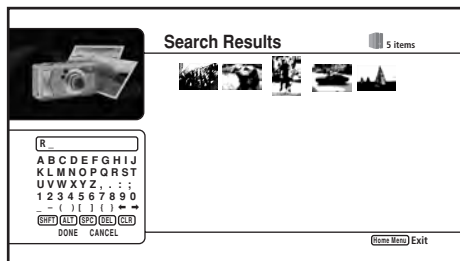 Search Results
5 items
R _
A B C D E F G H I J
K L M N O P Q R S T
U V W X Y Z , . : ;
1 2 3 4 5 6 7 8 9 0
_ – ( ) [ ] { } ← →
SHFT ALT SPC DEL CLR
DONE CANCEL
Home Menu Exit